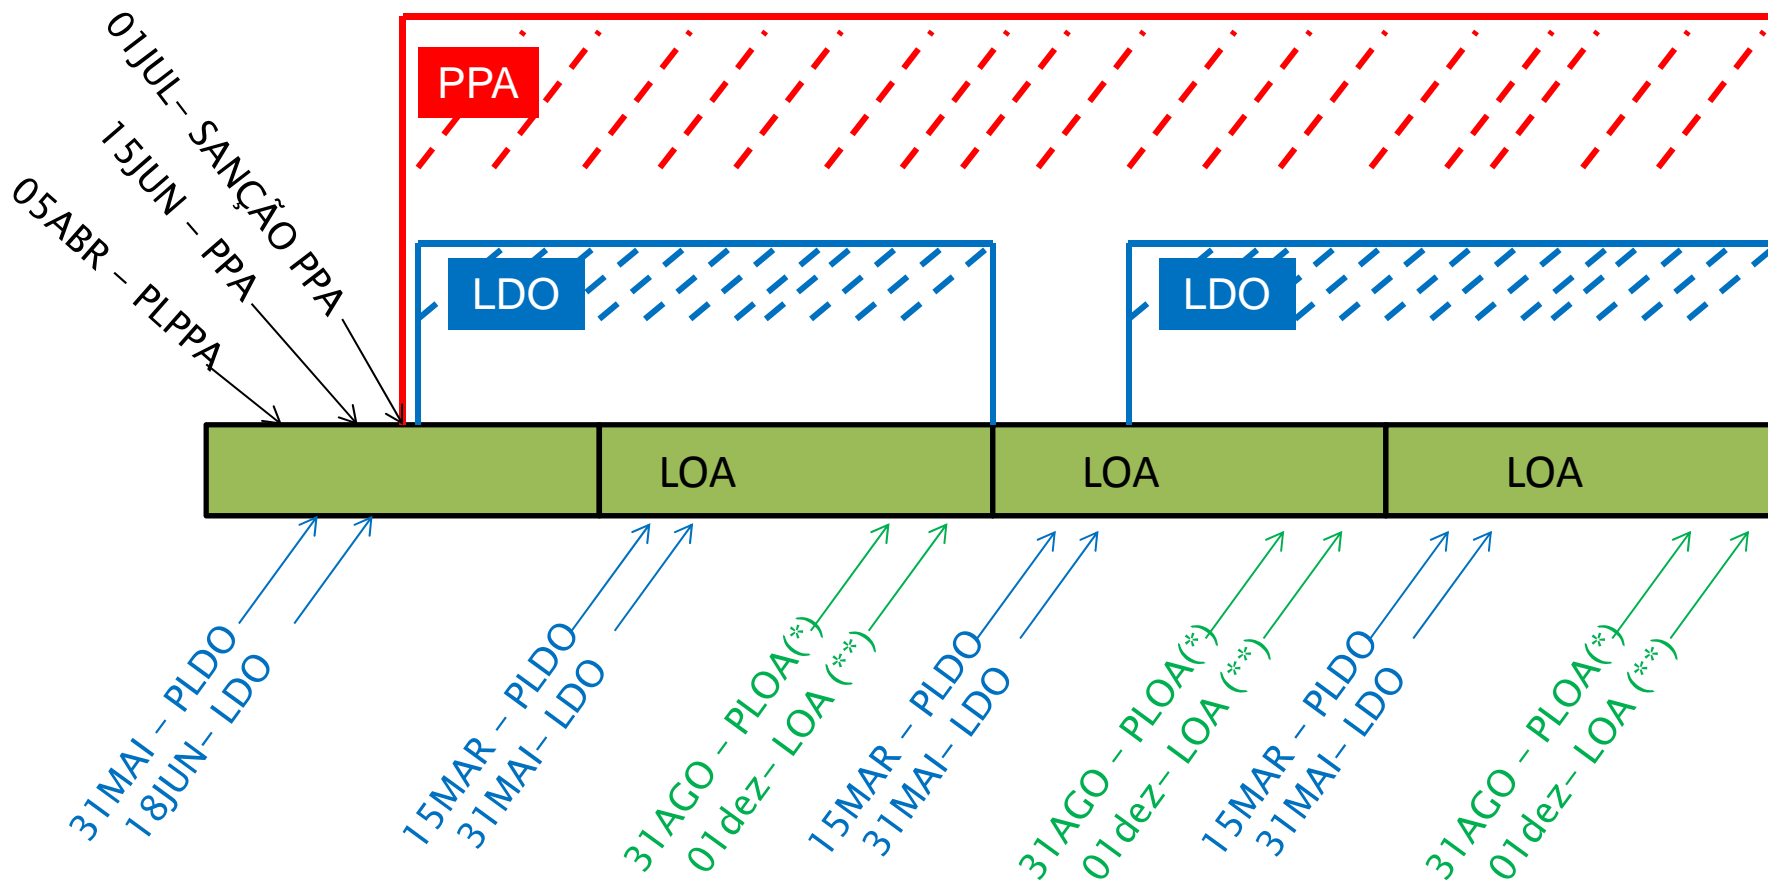 01JUL– SANÇÃO PPA
15JUN – PPA
05ABR – PLPPA
PPA
LDO
LDO
LOA
LOA
LOA
31MAI – PLDO
18JUN– LDO
15MAR – PLDO
31MAI– LDO
31AGO – PLOA(*)
01dez– LOA (**)
15MAR – PLDO
31MAI– LDO
31AGO – PLOA(*)
01dez– LOA (**)
15MAR – PLDO
31MAI– LDO
31AGO – PLOA(*)
01dez– LOA (**)